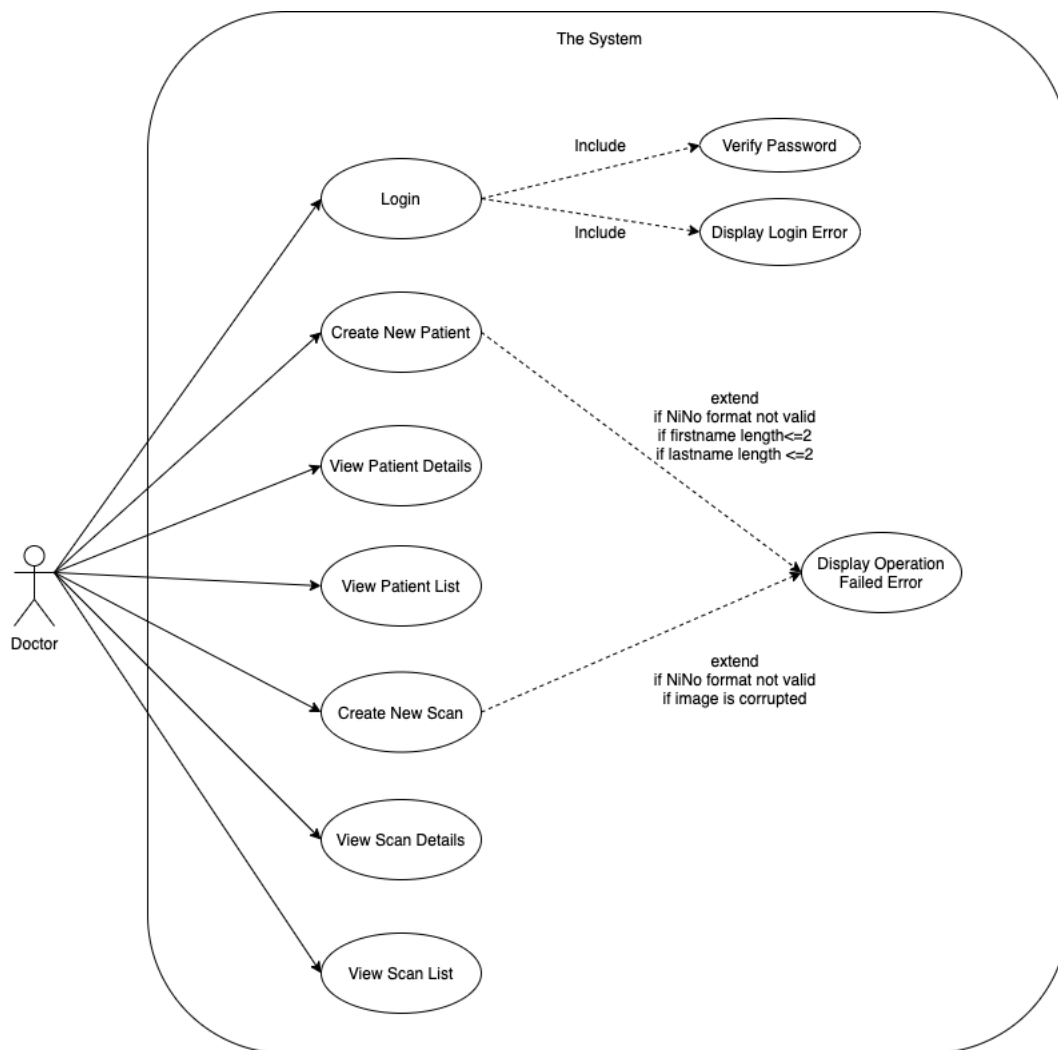 The System
Include
Verify Password
Login
Include
Display Login Error
Create New Patient
extend
if NiNo format not valid
if firstname length<=2
if lastname length <=2
View Patient Details
Display Operation
Failed Error
View Patient List
Doctor
extend
if NiNo format not valid
if image is corrupted
Create New Scan
View Scan Details
View Scan List